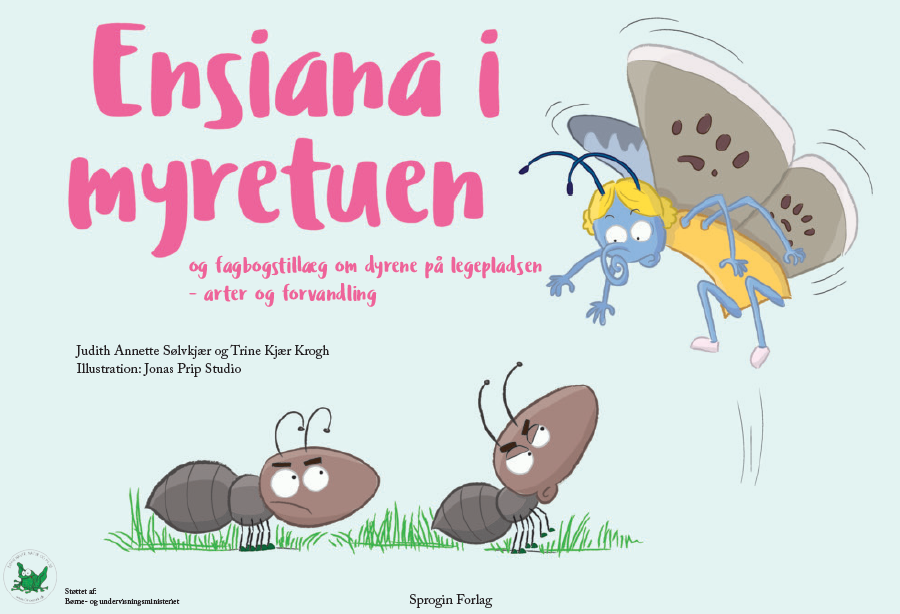 Ensiana i
myretuen
og fagbogstillæg om dyrene på legepladsen
- arter og forvandling
Judith Annette Sølvkjær og Trine Kjær Krogh
Illustration: Jonas Prip Studio
Støttet af:
Børne- og undervisningsministeriet
Sprogin Forlag